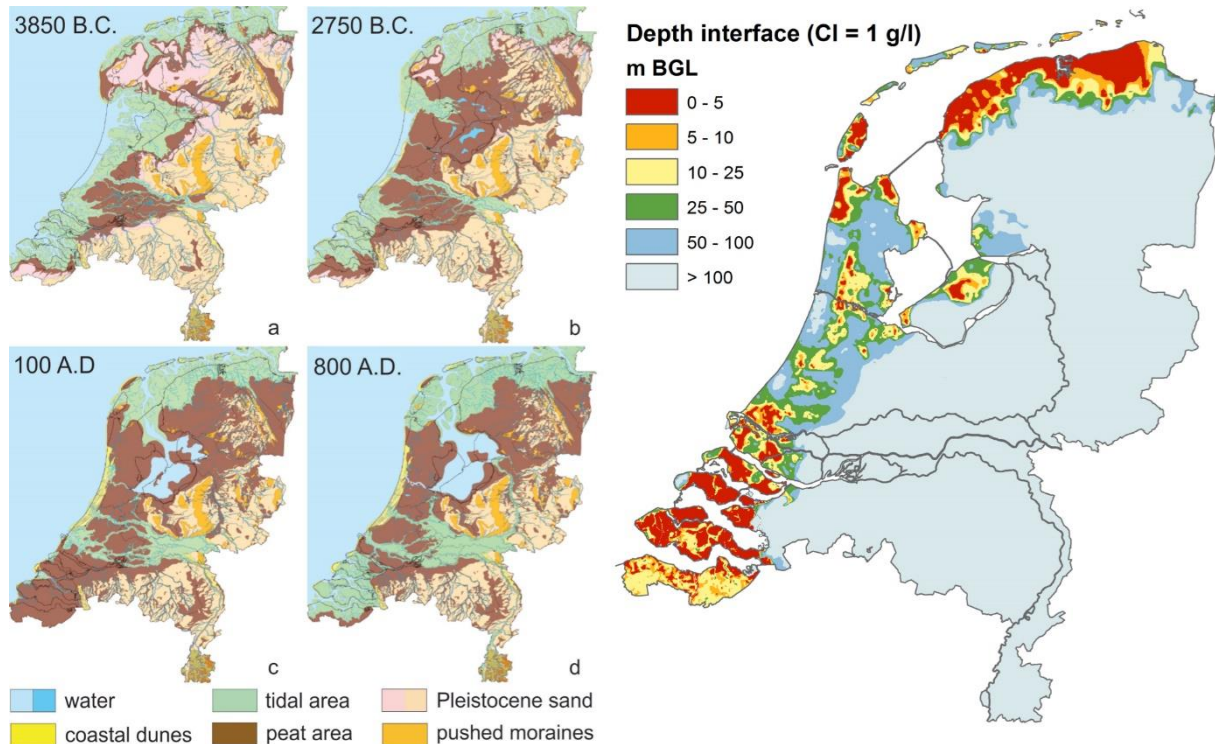 3850 B.C.
2750 B.C.
a
b
100 A.D
800 A.D.
c
d
water
tidal area
Pleistocene sand
coastal dunes
peat area
pushed moraines
Depth interface (Cl = 1 g/l)
m BGL
0 - 5
5 - 10
10 - 25
25 - 50
50 - 100
> 100